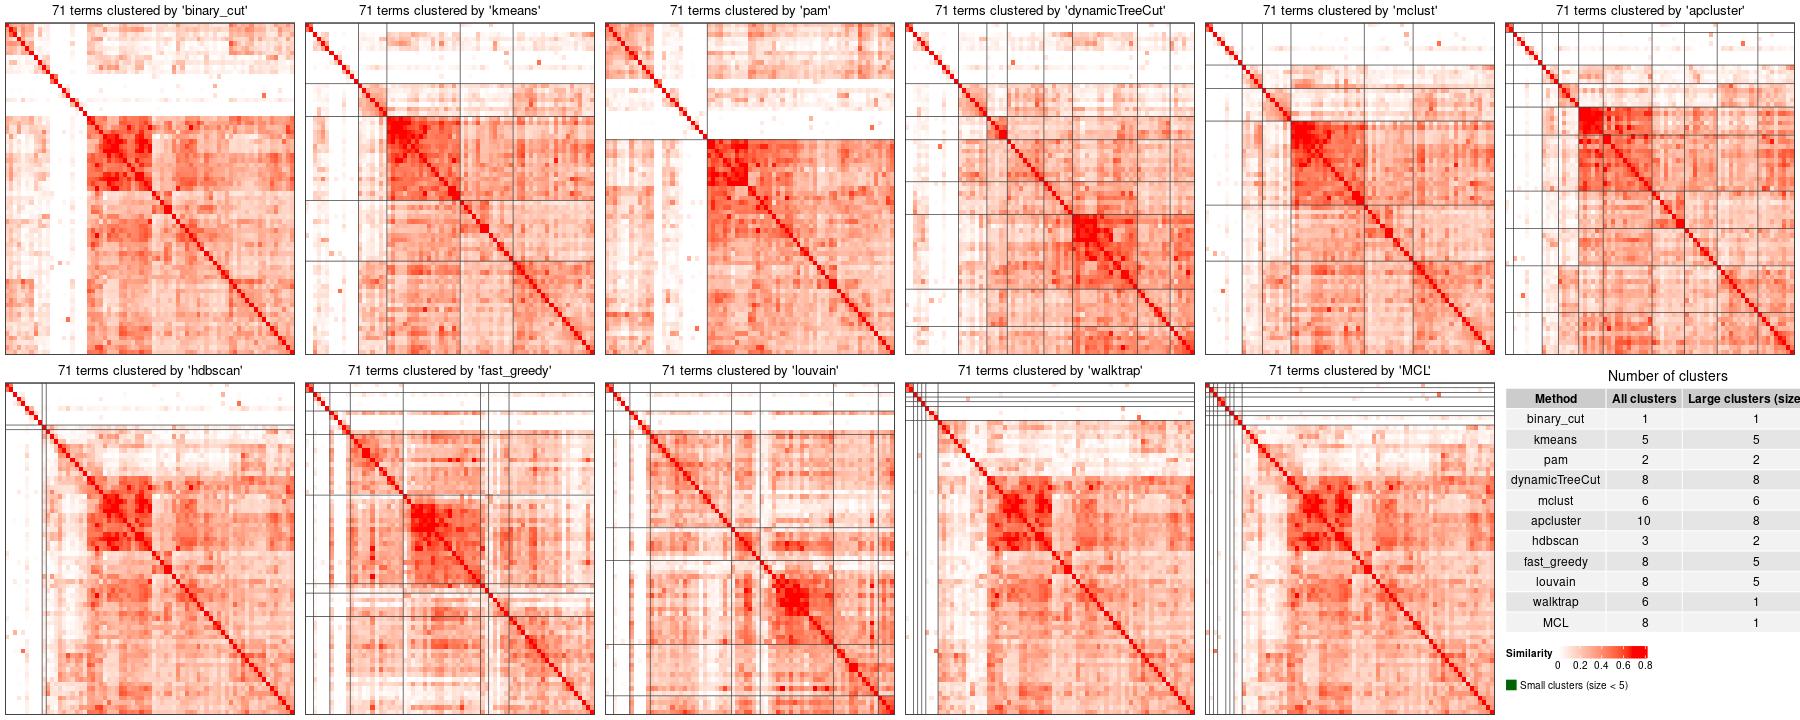 71 terms clustered by 'binary_cut'
71 terms clustered by 'kmeans'
71 terms clustered by 'pam'
71 terms clustered by 'dynamicTreeCut'
71 terms clustered by 'mclust'
71 terms clustered by 'apcluster'
71 terms clustered by 'hdbscan'
71 terms clustered by 'fast_greedy'
71 terms clustered by 'louvain'
71 terms clustered by 'walktrap'
71 terms clustered by 'MCL'
Number of clusters
Method All clusters Large clusters (size
binary_cut 1 1
kmeans 5 5
pam 2 2
dynamicTreeCut 8 8
mclust 6 6
apcluster 10 8
hdbscan 3 2
fast_greedy 8 5
louvain 8 5
walktrap 6 1
MCL 8 1
Similarity
0 0.2 0.4 0.6 0.8
Small clusters (size < 5)